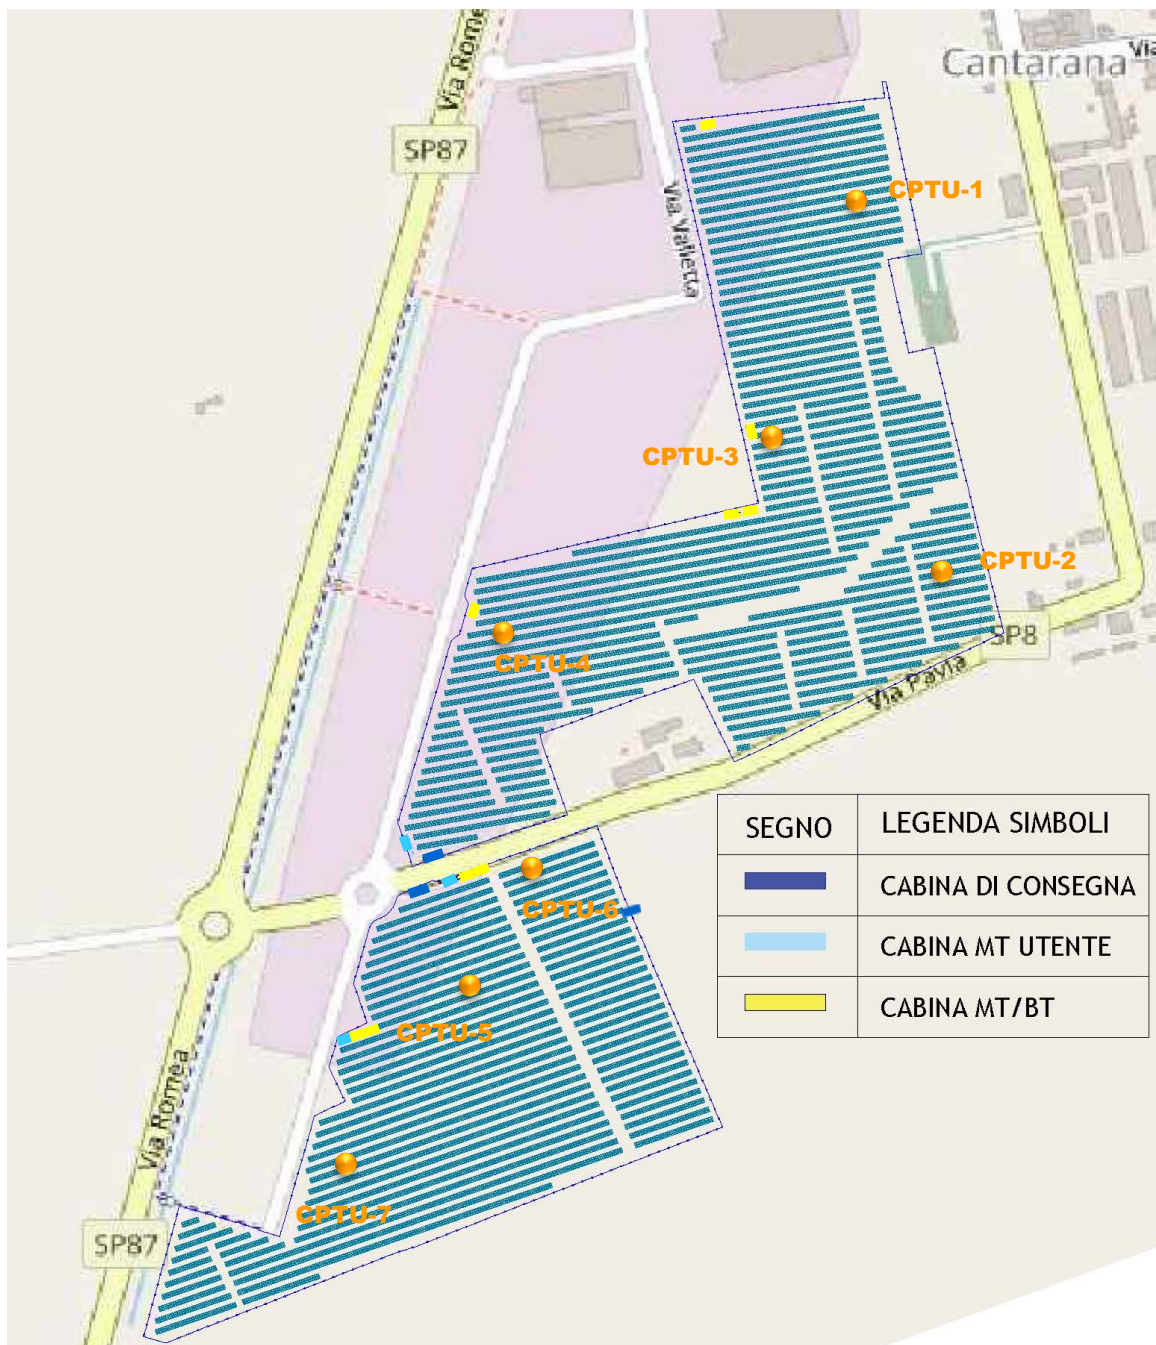 Via Rome
Cantarana
Via
SP87
CPTU-1
Via Valletta
CPTU-3
CPTU-2
SP8
CPTU-4
Via Pavia
SEGNO LEGENDA SIMBOLI
CABINA DI CONSEGNA
CPTU-6
CABINA MT UTENTE
CABINA MT/BT
CPTU-5
Via Romea
CPTU-7
SP87